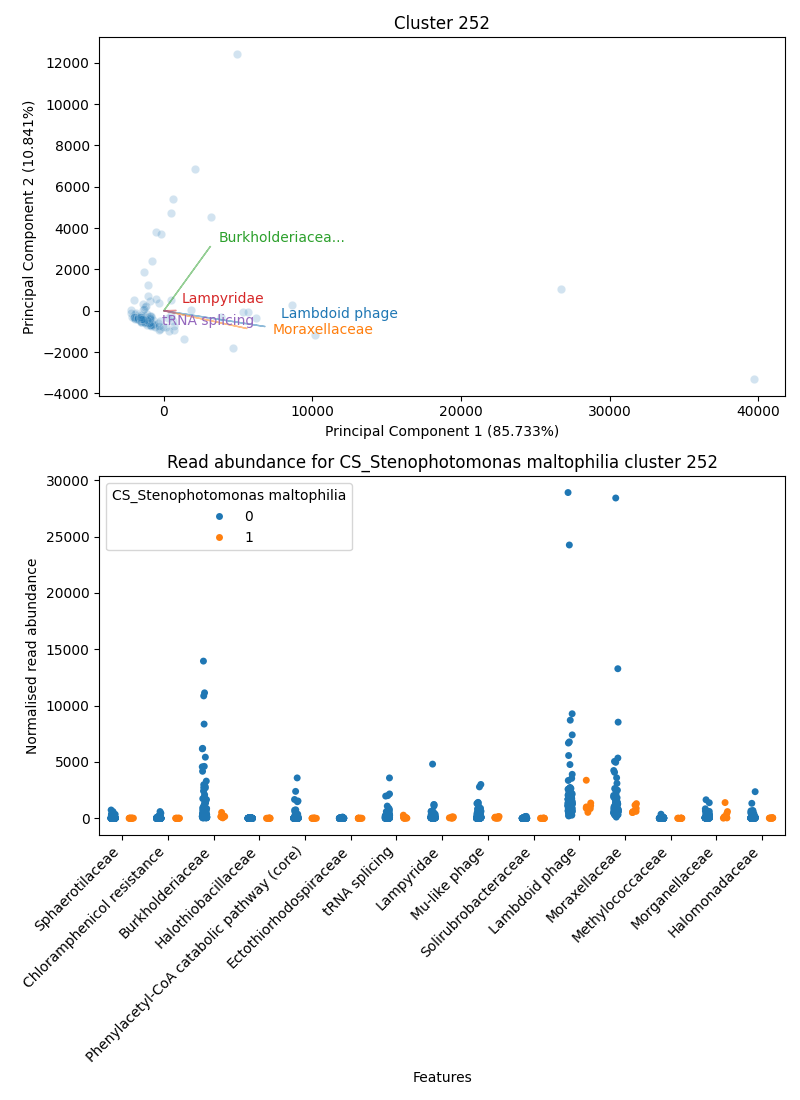 Cluster 252
Principal Component 2 (10.841%)
12000
10000
8000
6000
4000
2000
0
−2000
−4000
Burkholderiacea...
Lampyridae
Lambdoid phage
tRNA splicing
Moraxellaceae
0
10000
20000
30000
40000
Principal Component 1 (85.733%)
Read abundance for CS_Stenophotomonas maltophilia cluster 252
Normalised read abundance
30000
25000
20000
15000
10000
5000
0
CS_Stenophotomonas maltophilia
0
1
Sphaerotilaceae
Chloramphenicol resistance
Burkholderiaceae
Halothiobacillaceae
Phenylacetyl-CoA catabolic pathway (core)
Ectothiorhodospiraceae
tRNA splicing
Lampyridae
Mu-like phage
Solirubrobacteraceae
Lambdoid phage
Moraxellaceae
Methylococcaceae
Morganellaceae
Halomonadaceae
Features